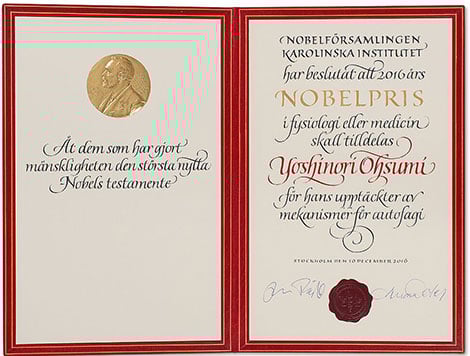 Åt dem som har gjort
mänskligheten den största nytta
Nobels testamente
NOBELFÖRSAMLINGEN
KAROLINSKA INSTITUTET
har beslutat att 2016 års
NOBELPRIS
i fysiologi eller medicin
skall tilldelas
Yoshinori Ohsumi
för hans upptäckter av
mekanismer för autofagi
STOCKHOLM DEN 10 DECEMBER 2016